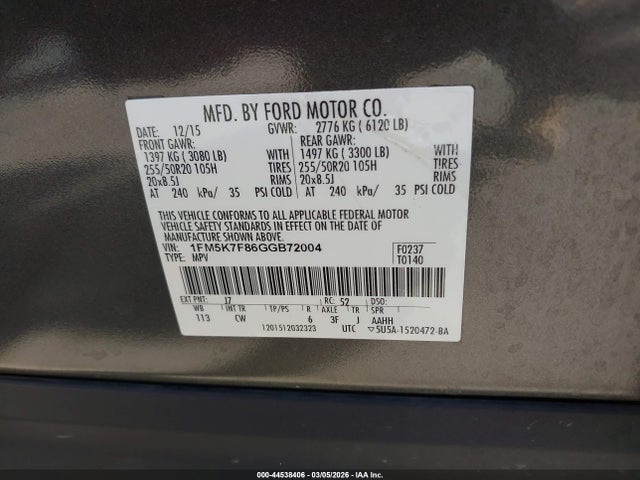 MFD. BY FORD MOTOR CO.
DATE: 12/15 GVWR: 2776 KG ( 6120 LB)
FRONT GAWR: REAR GAWR:
1397 KG ( 3080 LB) WITH 1497 KG ( 3300 LB) WITH
255/50R20 105H TIRES 255/50R20 105H TIRES
20x8.5J RIMS 20x8.5J RIMS
AT 240 kPa/ 35 PSI COLD AT 240 kPa/ 35 PSI COLD
THIS VEHICLE CONFORMS TO ALL APPLICABLE FEDERAL MOTOR
VEHICLE SAFETY STANDARDS IN EFFECT ON THE DATE OF
MANUFACTURE SHOWN ABOVE.
VIN: 1FM5K7F86GGB72004 F0237
TYPE: MPV T0140
EXT PNT: J7 RC: 52 DSO:
WB INT TR TP/PS R AXLE TR SPR
113 CW 6 3F J AAHH
1201512032323 UTC ▽5U5A-1520472-BA
000-44538406 - 03/05/2026 - IAA Inc.